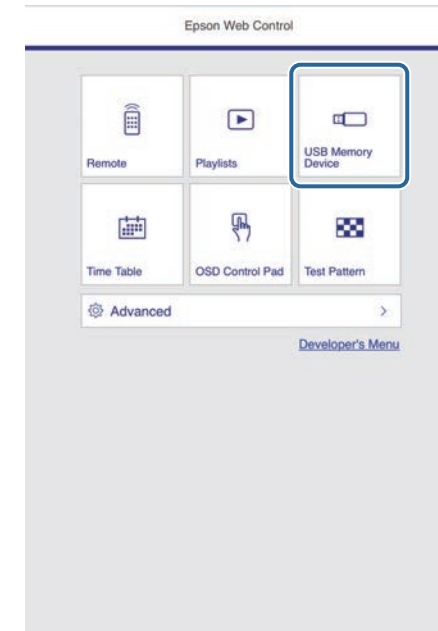 Epson Web Control
Remote
Playlists
USB Memory
Device
Time Table
OSD Control Pad
Test Pattern
Advanced
Developer's Menu